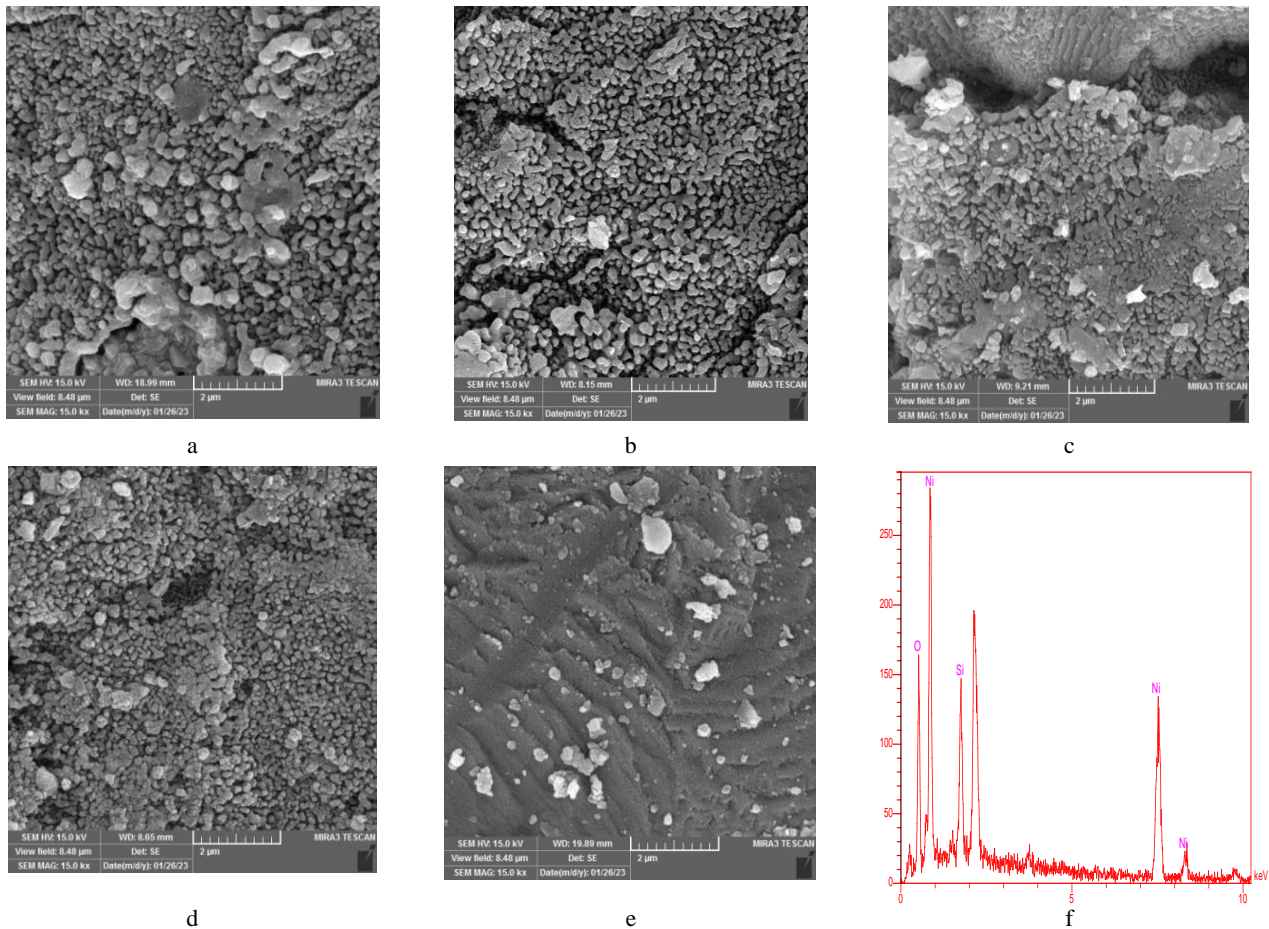 SEM HV: 15.0 kV WD: 18.99 mm MIRA3 TESCAN
View field: 8.48 µm Det: SE 2 µm
SEM MAG: 15.0 kx Date(m/d/y): 01/26/23
a
SEM HV: 15.0 kV WD: 8.15 mm MIRA3 TESCAN
View field: 8.48 µm Det: SE 2 µm
SEM MAG: 15.0 kx Date(m/d/y): 01/26/23
b
SEM HV: 15.0 kV WD: 9.21 mm MIRA3 TESCAN
View field: 8.48 µm Det: SE 2 µm
SEM MAG: 15.0 kx Date(m/d/y): 01/26/23
c
SEM HV: 15.0 kV WD: 8.65 mm MIRA3 TESCAN
View field: 8.48 µm Det: SE 2 µm
SEM MAG: 15.0 kx Date(m/d/y): 01/26/23
d
SEM HV: 15.0 kV WD: 19.89 mm MIRA3 TESCAN
View field: 8.48 µm Det: SE 2 µm
SEM MAG: 15.0 kx Date(m/d/y): 01/26/23
e
Ni
250
200
O
Si
150
Ni
100
50
Ni
0
keV
0 5 10
f